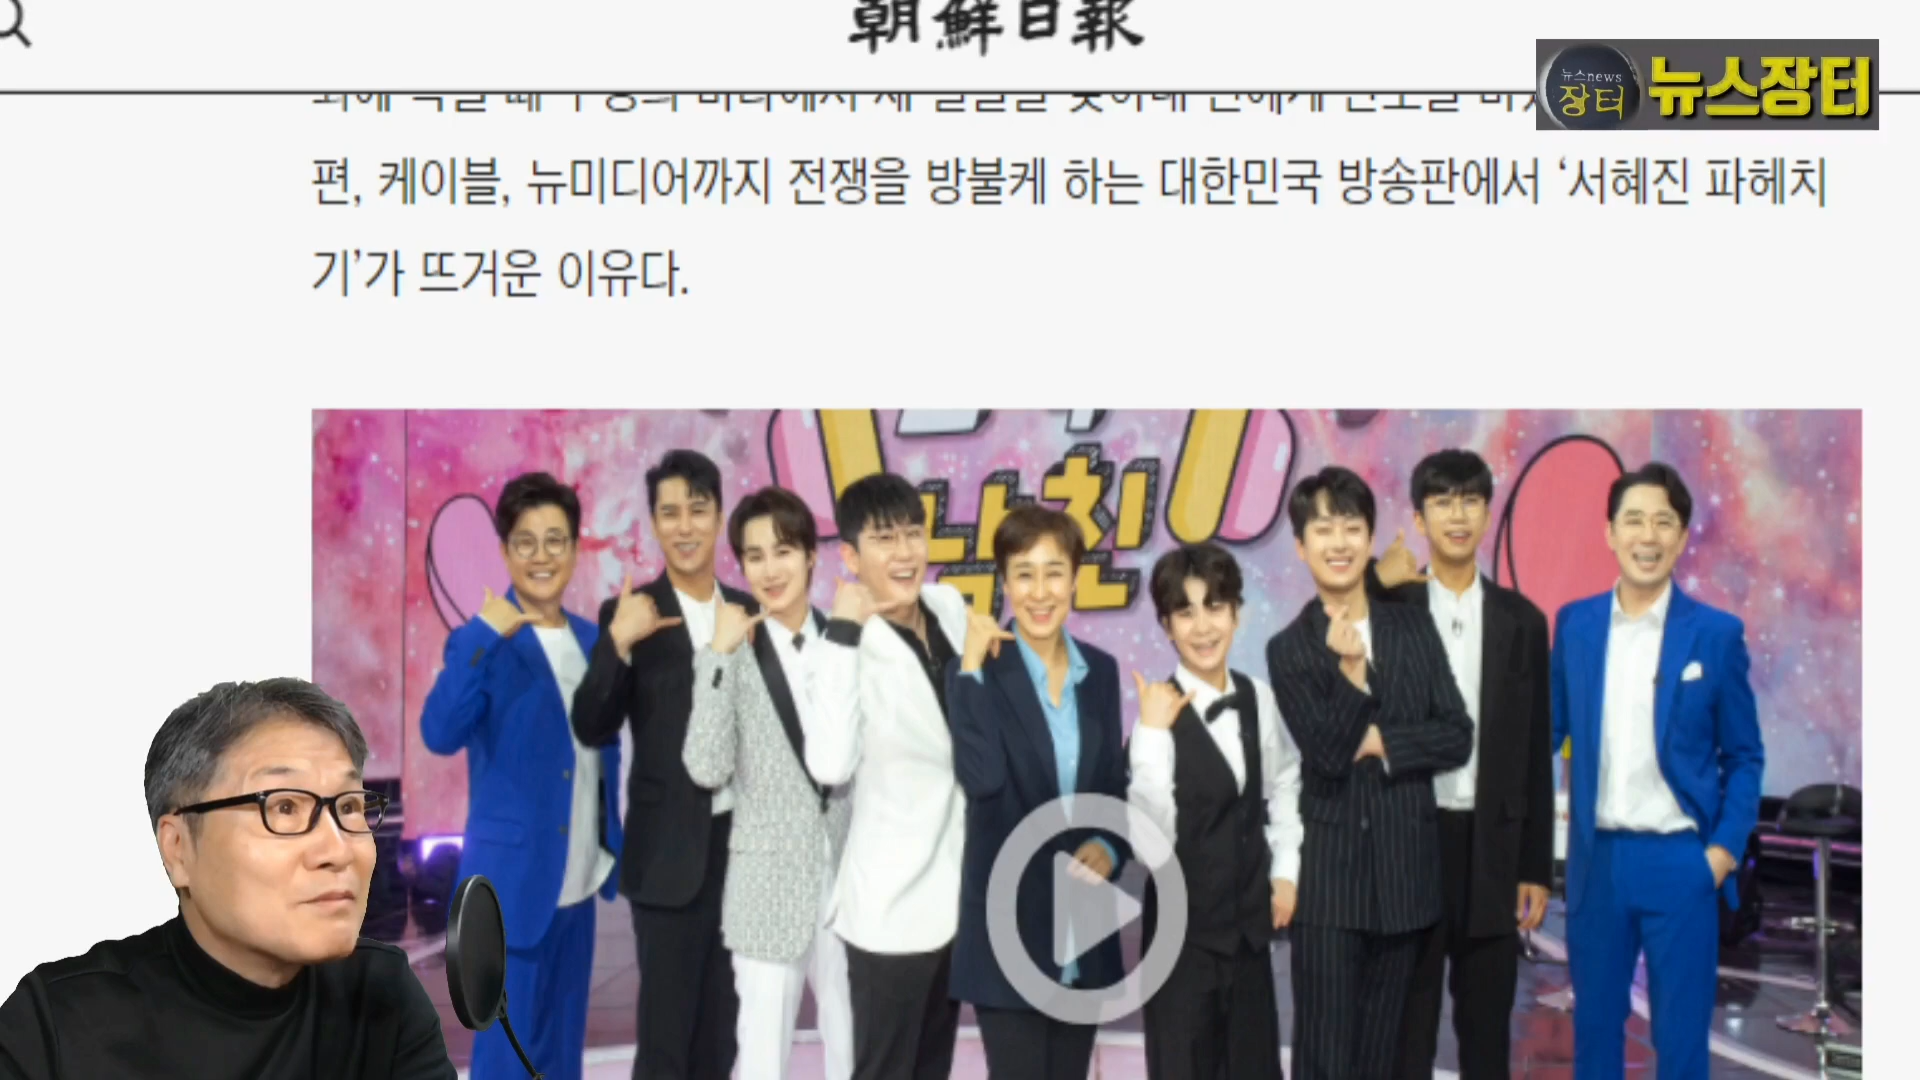 朝鮮日報
뉴스news
장터
뉴스장터
편, 케이블, 뉴미디어까지 전쟁을 방불케 하는 대한민국 방송판에서 ‘서혜진 파헤치
기’가 뜨거운 이유다.
남친